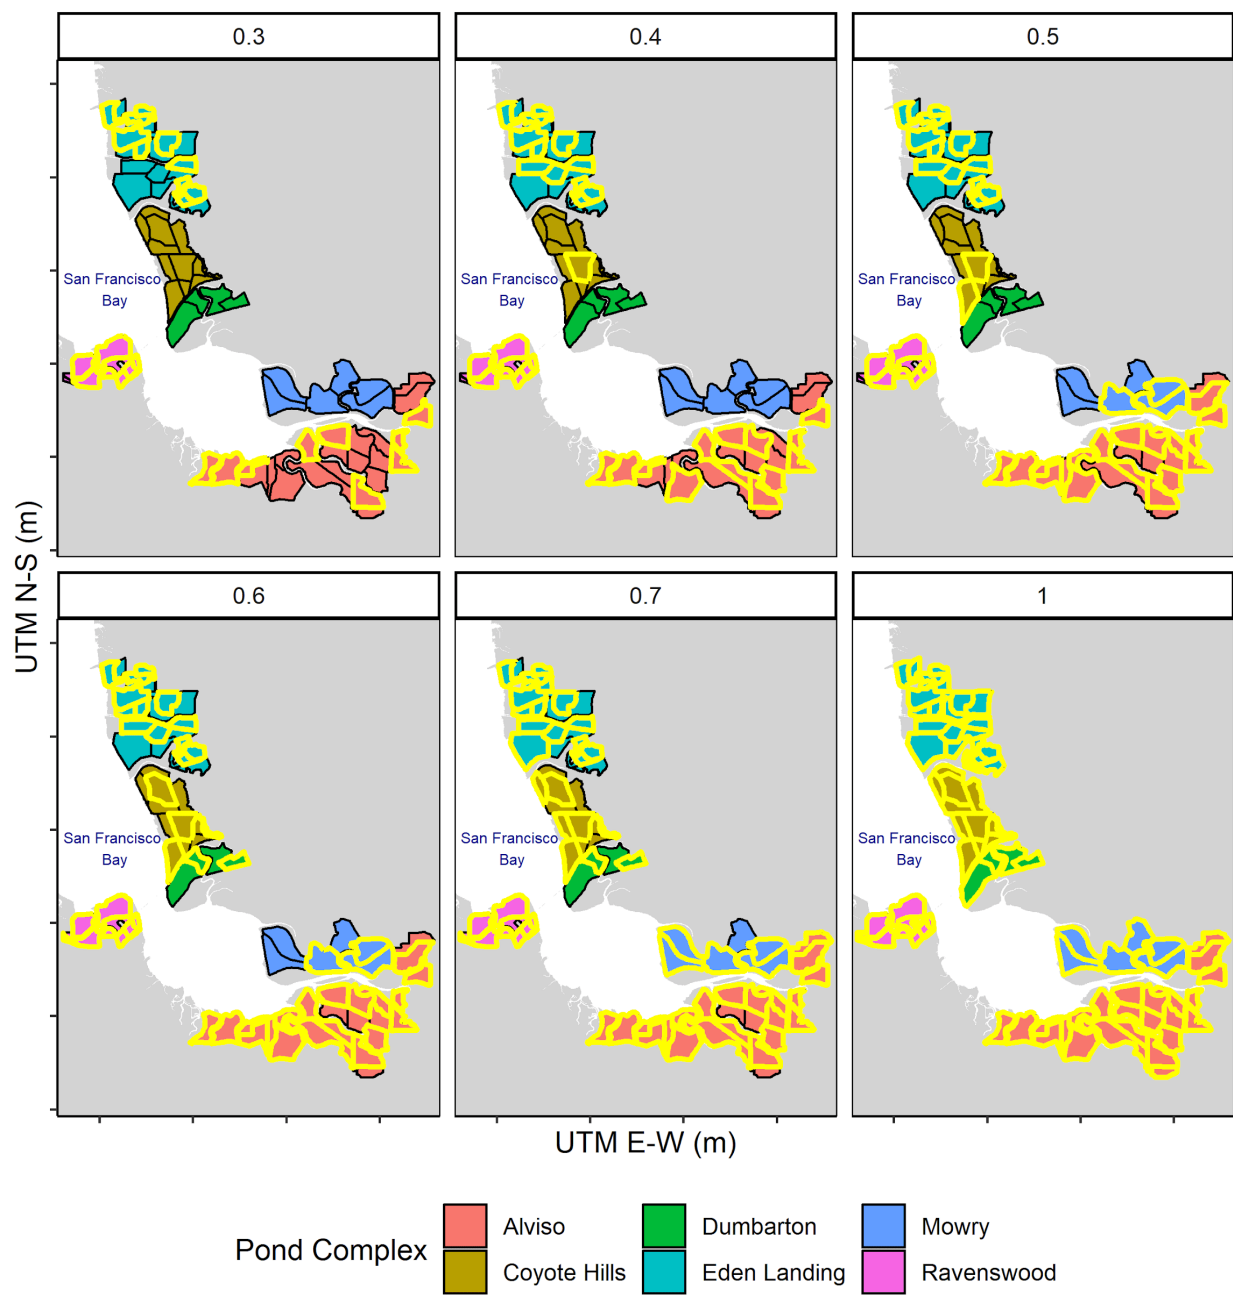 0.3
0.4
0.5
San Francisco
Bay
San Francisco
Bay
San Francisco
Bay
0.6
0.7
1
San Francisco
Bay
San Francisco
Bay
San Francisco
Bay
UTM N-S (m)
UTM E-W (m)
Pond Complex
Alviso
Dumbarton
Mowry
Coyote Hills
Eden Landing
Ravenswood